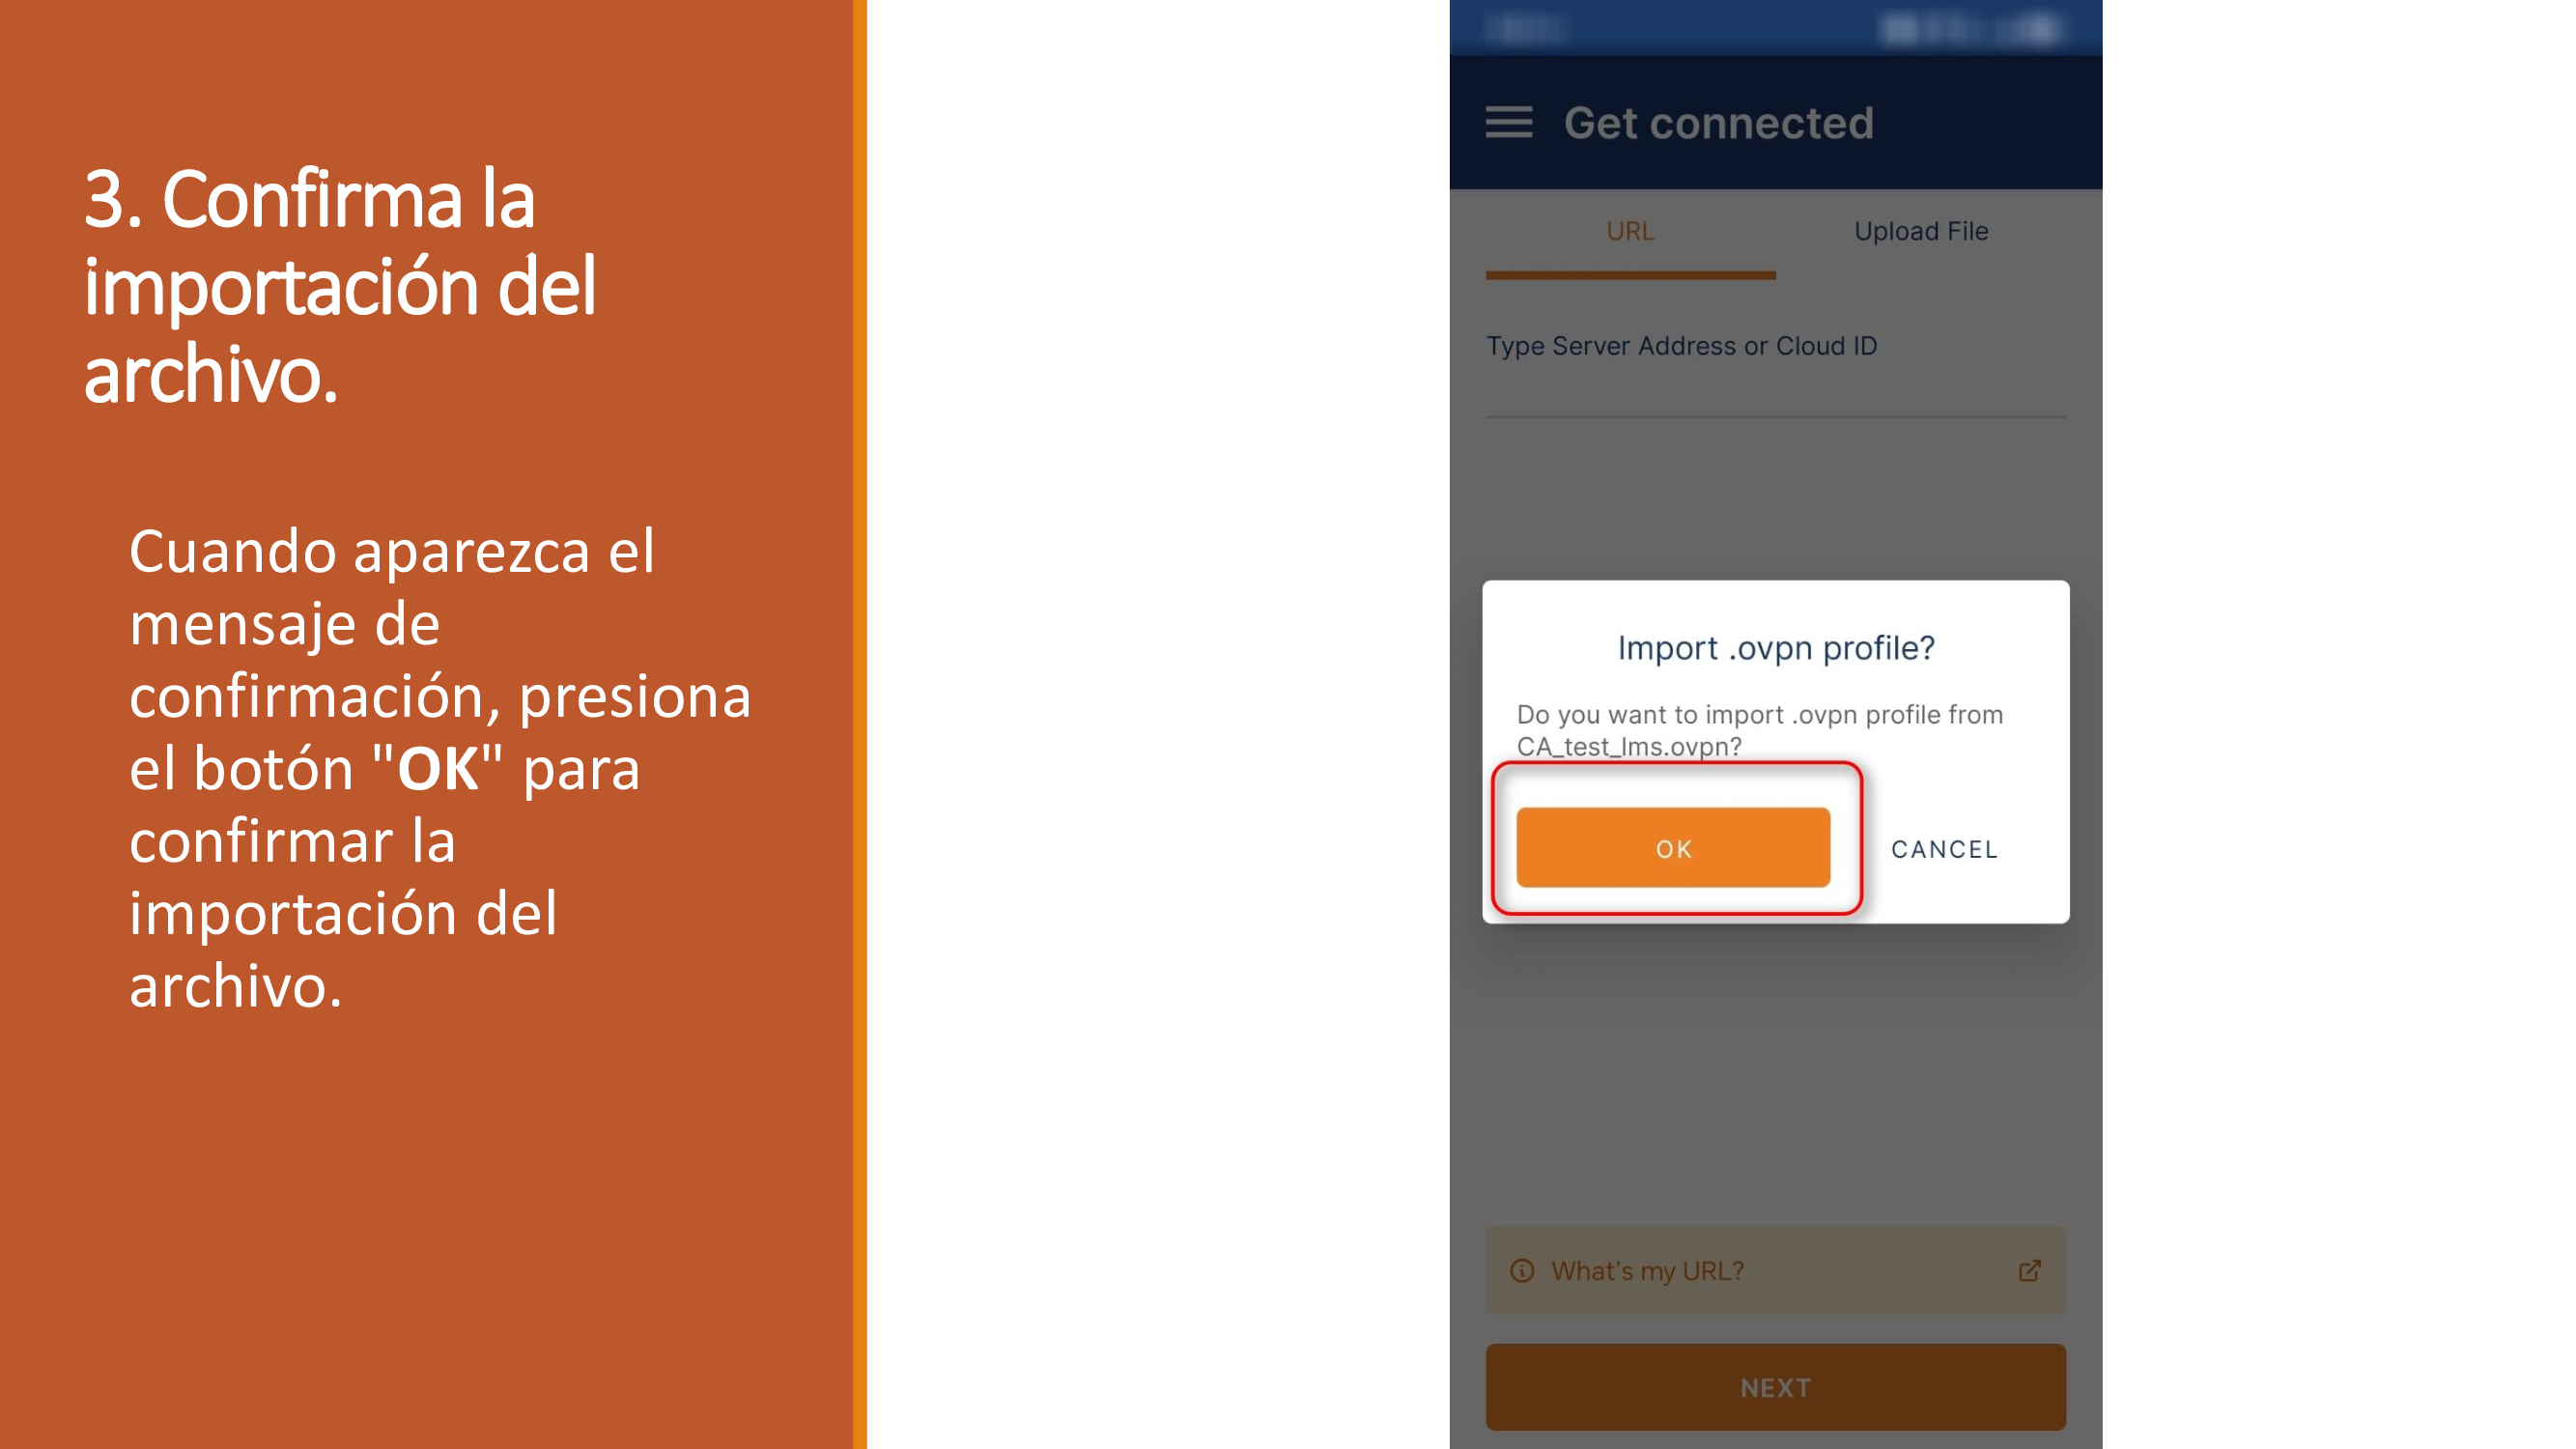 3. Confirma la
importación del
archivo.
Cuando aparezca el
mensaje de
confirmación, presiona
el botón "OK" para
confirmar la
importación del
archivo.
Get connected
URL
Upload File
Type Server Address or Cloud ID
Import .ovpn profile?
Do you want to import .ovpn profile from
CA_test_lms.ovpn?
OK
CANCEL
What's my URL?
NEXT